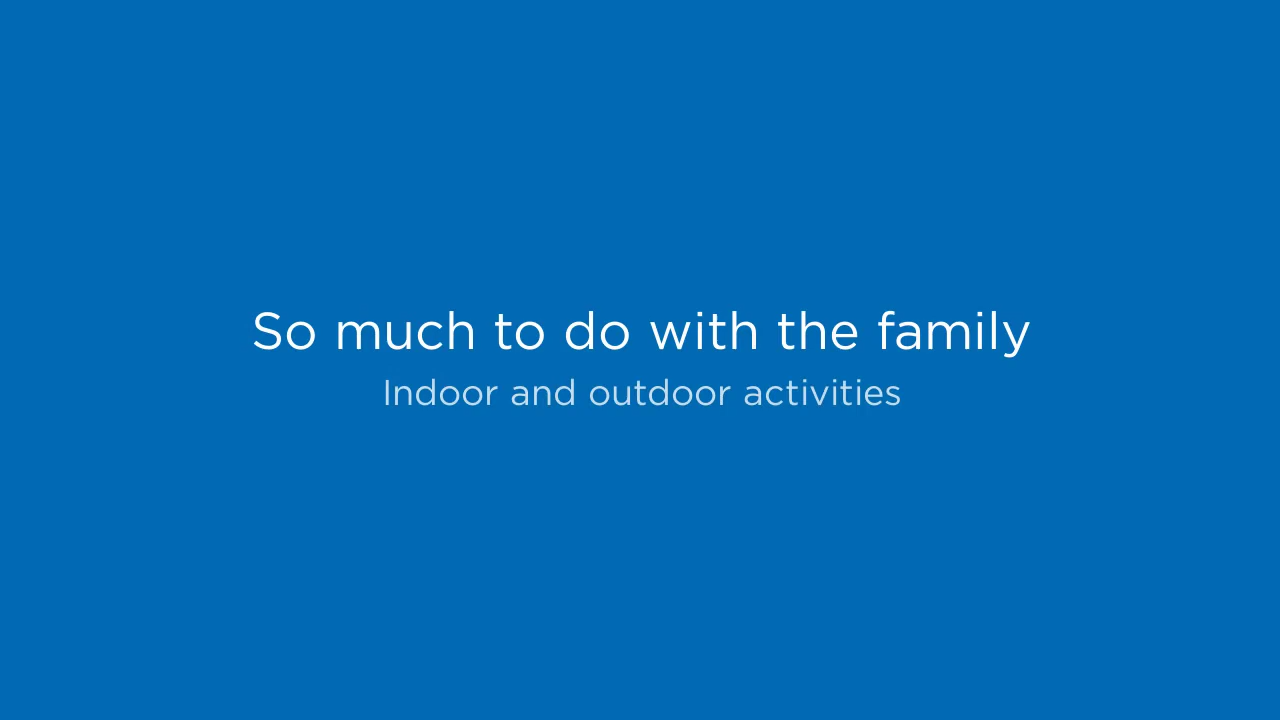 So much to do with the family
Indoor and outdoor activities